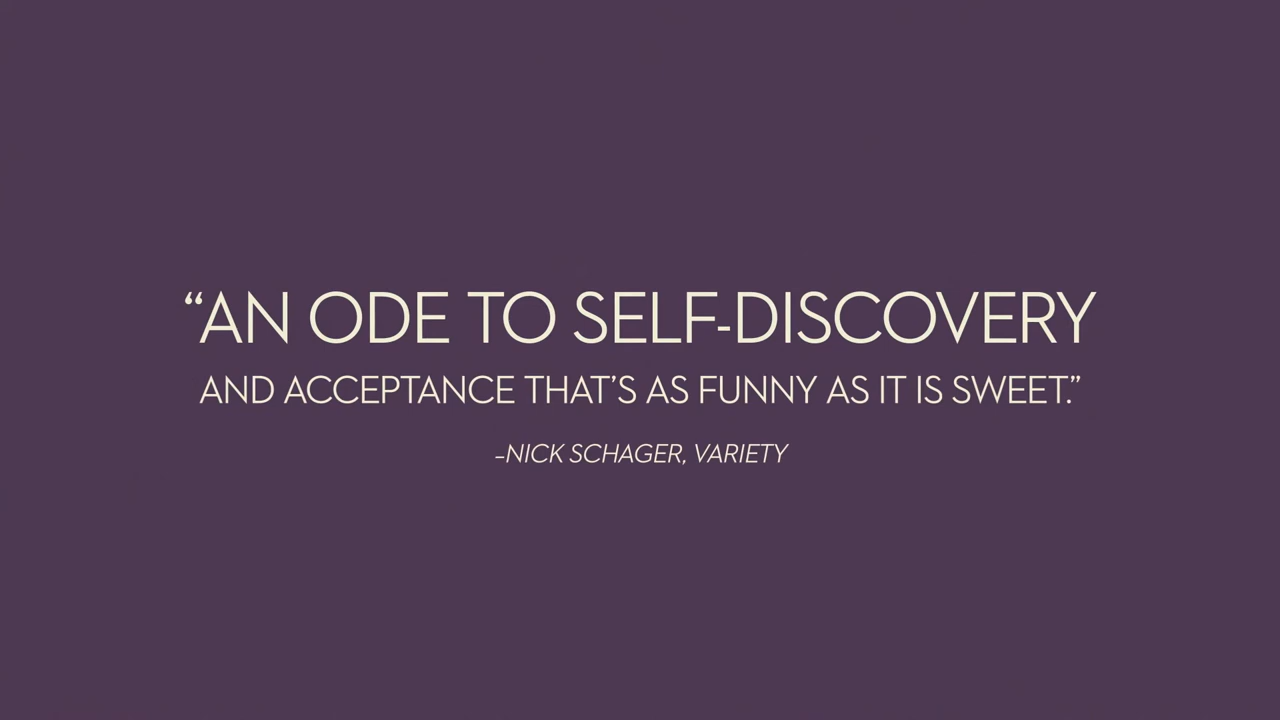 “AN ODE TO SELF-DISCOVERY
AND ACCEPTANCE THAT’S AS FUNNY AS IT IS SWEET.”
–NICK SCHAGER, VARIETY